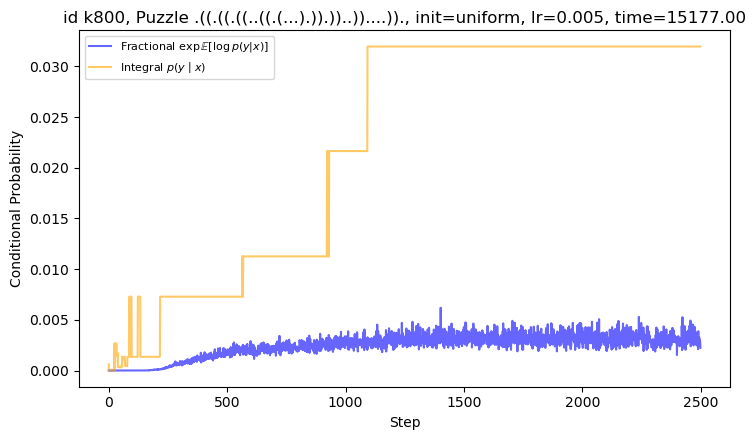 id k800, Puzzle .((.((.((..((.(...).)).))..))....))., init=uniform, lr=0.005, time=15177.00
Fractional exp𝔼[log p(y|x)]
Integral p(y | x)
Conditional Probability
0.030
0.025
0.020
0.015
0.010
0.005
0.000
0
500
1000
1500
2000
2500
Step